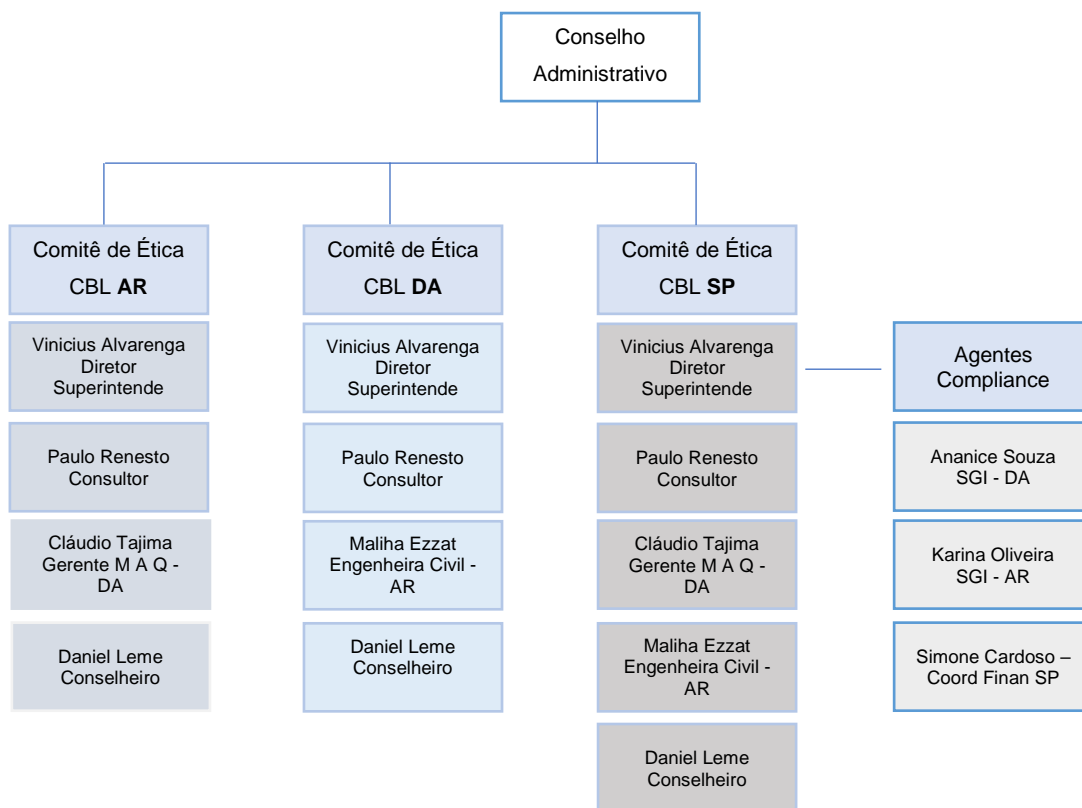 Conselho
Administrativo
Comitê de Ética
CBL AR
Vinicius Alvarenga
Diretor
Superintende
Paulo Renesto
Consultor
Cláudio Tajima
Gerente M A Q -
DA
Daniel Leme
Conselheiro
Comitê de Ética
CBL DA
Vinicius Alvarenga
Diretor
Superintende
Paulo Renesto
Consultor
Maliha Ezzat
Engenheira Civil -
AR
Daniel Leme
Conselheiro
Comitê de Ética
CBL SP
Vinicius Alvarenga
Diretor
Superintende
Paulo Renesto
Consultor
Cláudio Tajima
Gerente M A Q -
DA
Maliha Ezzat
Engenheira Civil -
AR
Daniel Leme
Conselheiro
Agentes
Compliance
Ananice Souza
SGI - DA
Karina Oliveira
SGI - AR
Simone Cardoso –
Coord Finan SP